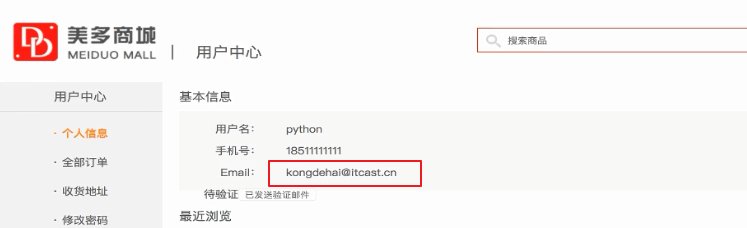 美多商城
MEIDUO MALL
| 用户中心
搜索商品
用户中心
· 个人信息
· 全部订单
· 收货地址
· 修改密码
基本信息
用户名： python
手机号： 18511111111
Email： kongdehai@itcast.cn
待验证 已发送验证邮件
最近浏览